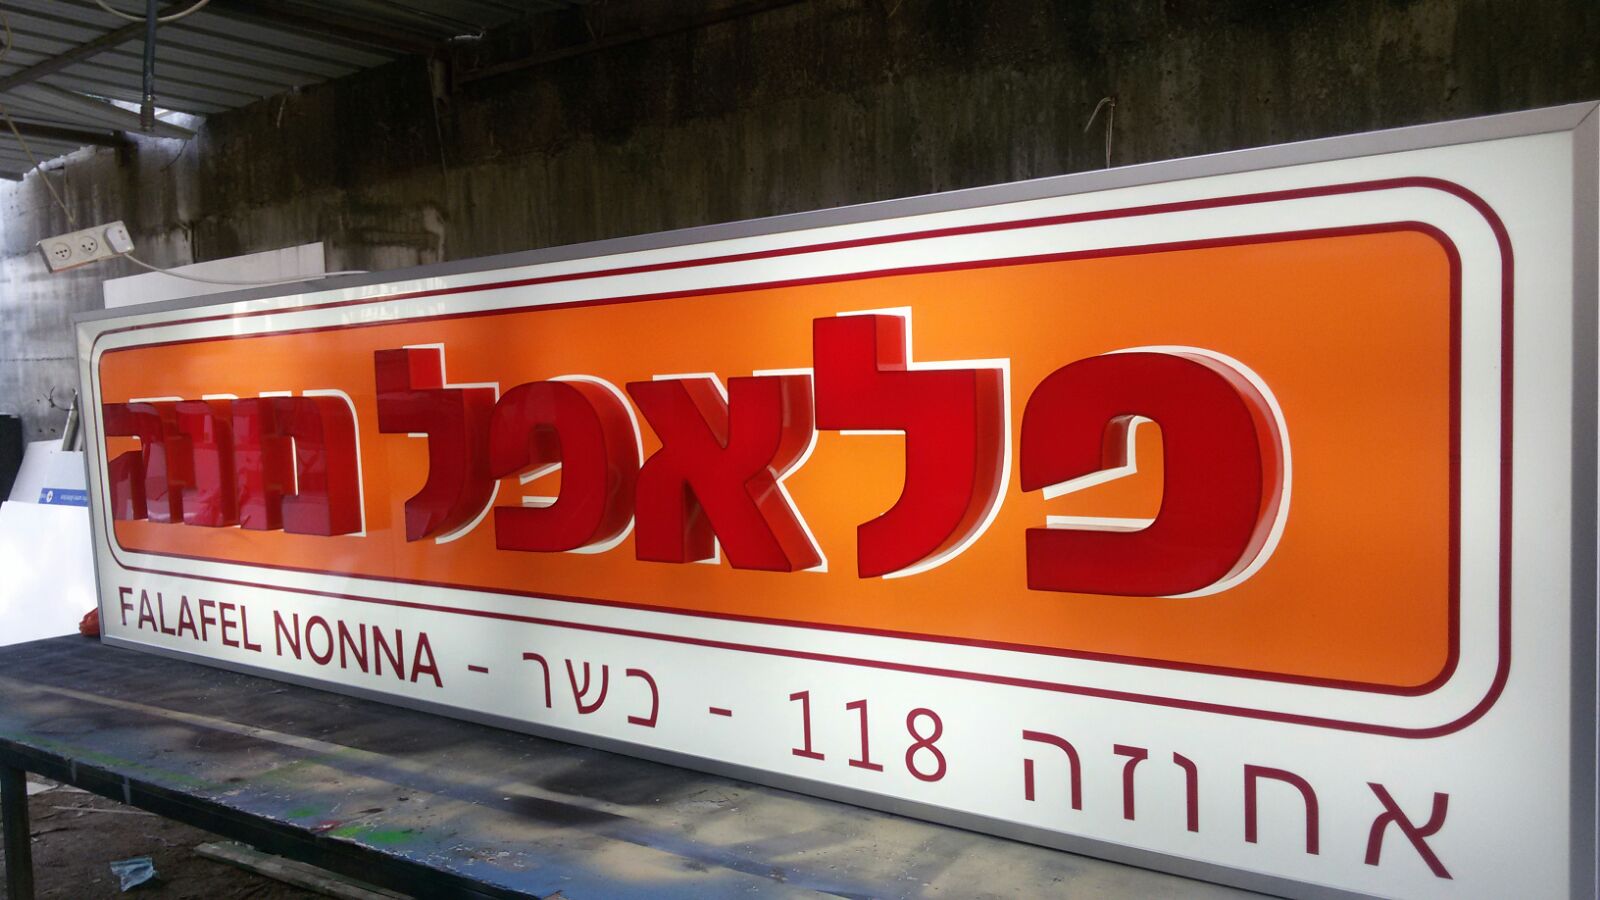 פלאפל נונה
אחוזה 118 - כשר - FALAFEL NONNA